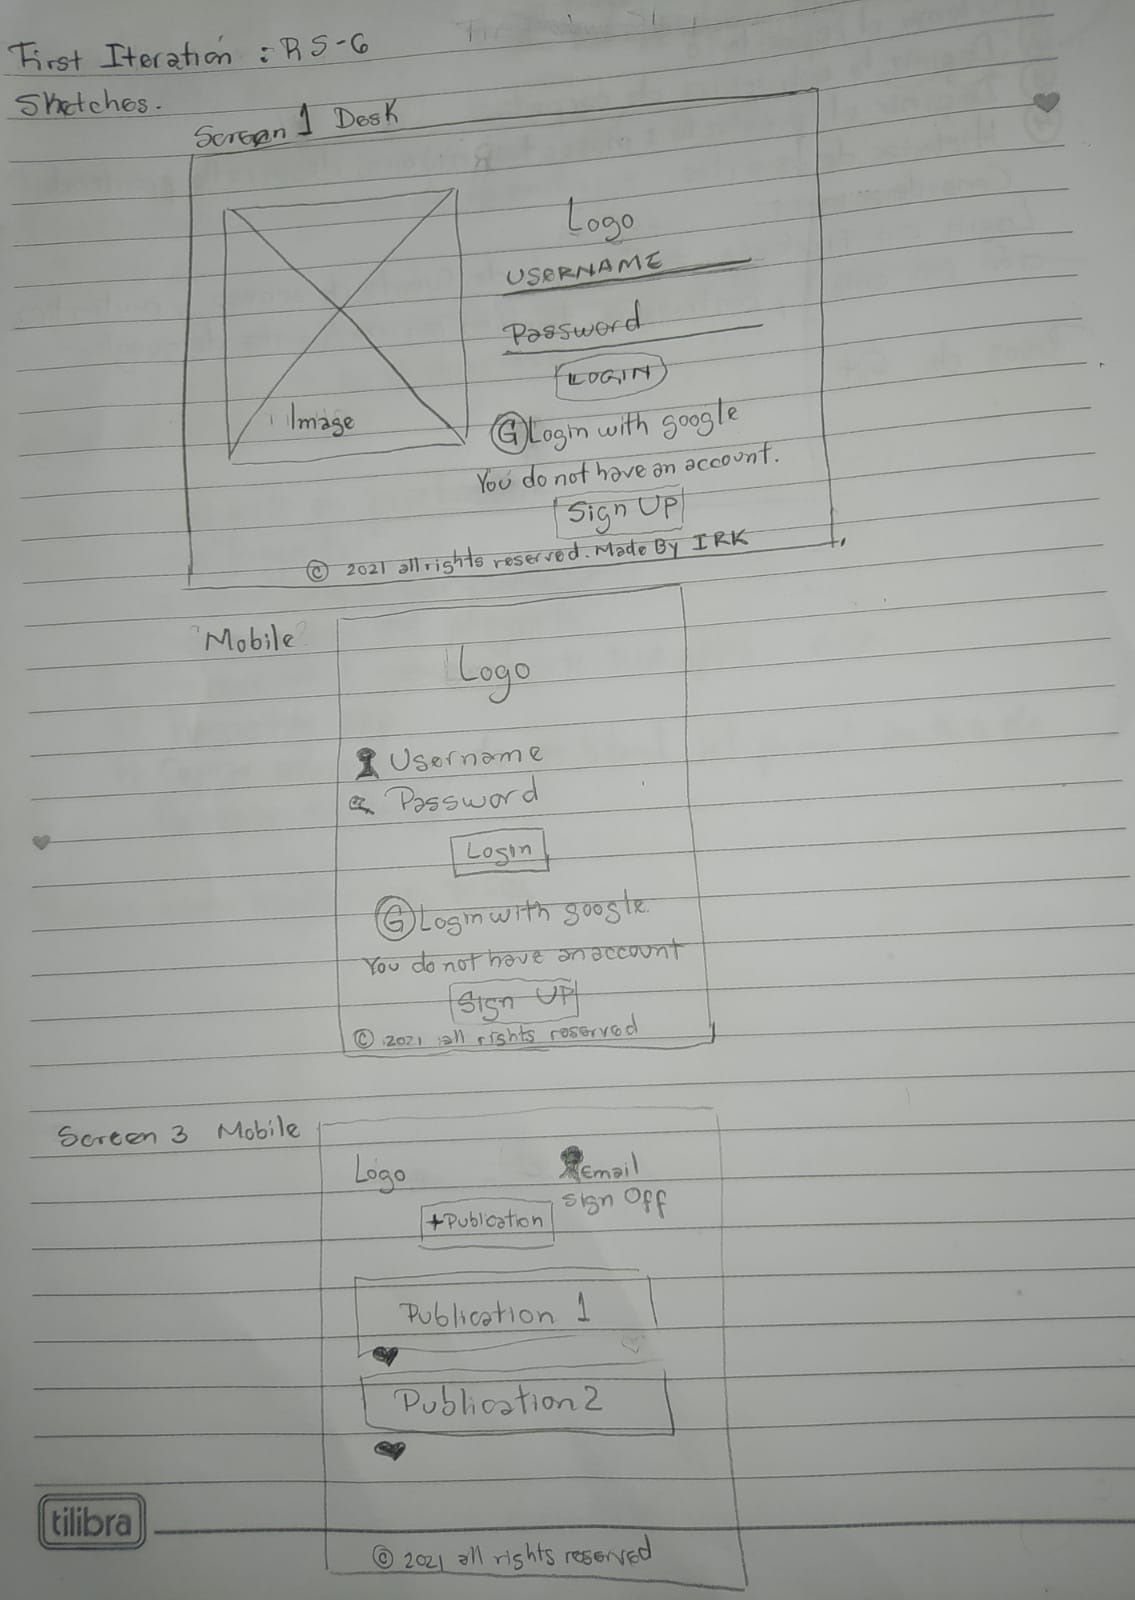 First Iteration : RS-6
Sketches.
Screen 1 Desk
Logo
USERNAME
Password
LOGIN
Image
G Login with google
You do not have an account.
Sign UP
© 2021 all rights reserved. Made By IRK
"Mobile"
Logo
Username
Password
Login
G Login with google.
You do not have an account
Sign UP
© 2021 all rights reserved
Screen 3 Mobile
Logo
Email
Sign Off
+Publication
Publication 1
Publication 2
tilibra
© 2021 all rights reserved